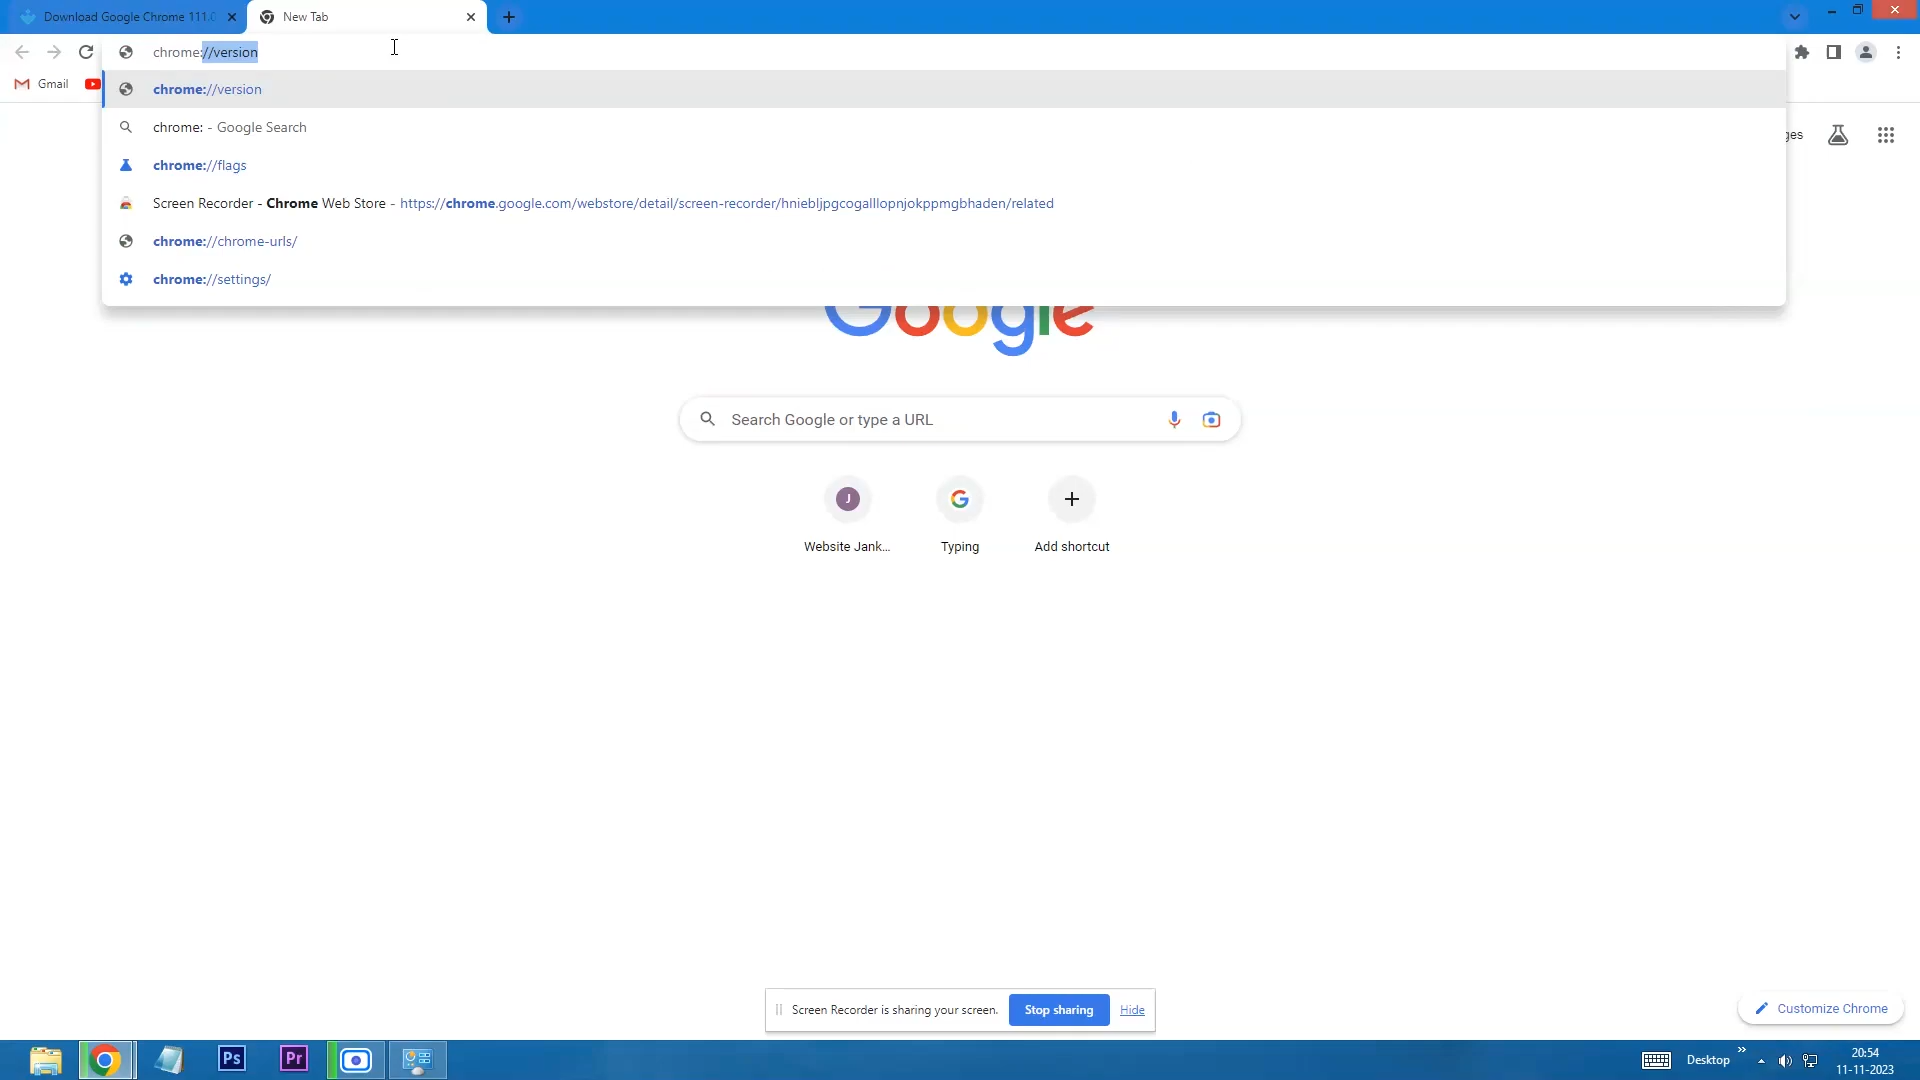 Download Google Chrome 111.0
New Tab
chrome://version
Gmail
chrome://version
chrome: - Google Search
chrome://flags
Screen Recorder - Chrome Web Store - https://chrome.google.com/webstore/detail/screen-recorder/hniebljpgcogalllopnjokppmgbhaden/related
chrome://chrome-urls/
chrome://settings/
ges
Google
Search Google or type a URL
J
Website Jank...
Typing
Add shortcut
Screen Recorder is sharing your screen.
Stop sharing
Hide
Customize Chrome
Ps
Pr
Desktop
20:54
11-11-2023